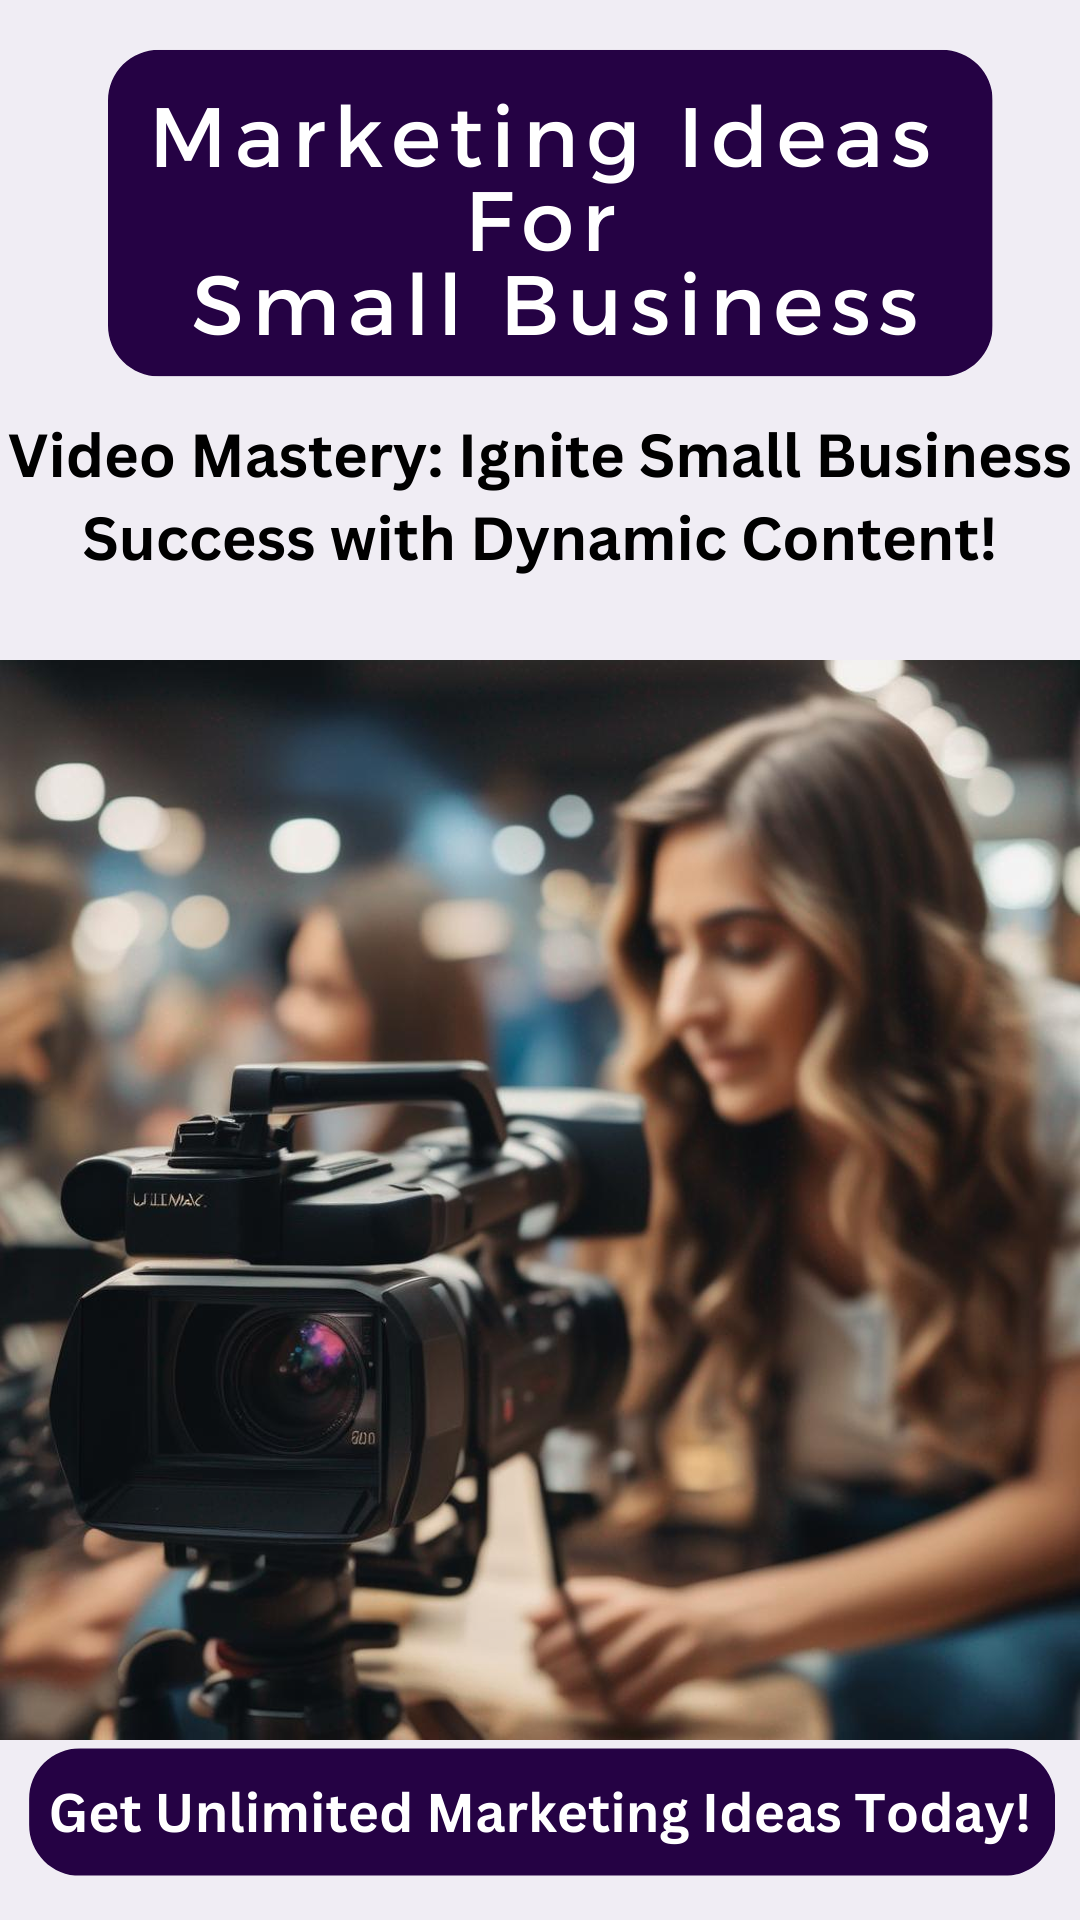 Marketing Ideas
For
Small Business
Video Mastery: Ignite Small Business
Success with Dynamic Content!
Get Unlimited Marketing Ideas Today!